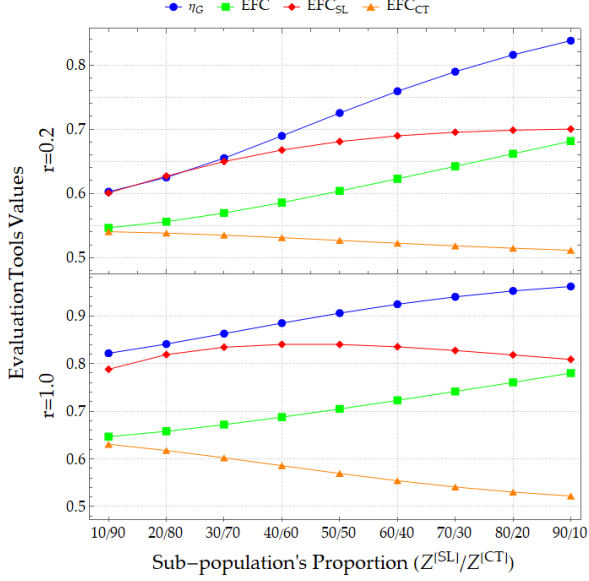 η_G EFC EFC_SL EFC_CT
Evaluation Tools Values
r=0.2
0.8
0.7
0.6
0.5
r=1.0
0.9
0.8
0.7
0.6
0.5
10/90 20/80 30/70 40/60 50/50 60/40 70/30 80/20 90/10
Sub-population's Proportion (Z^[SL]/Z^[CT])